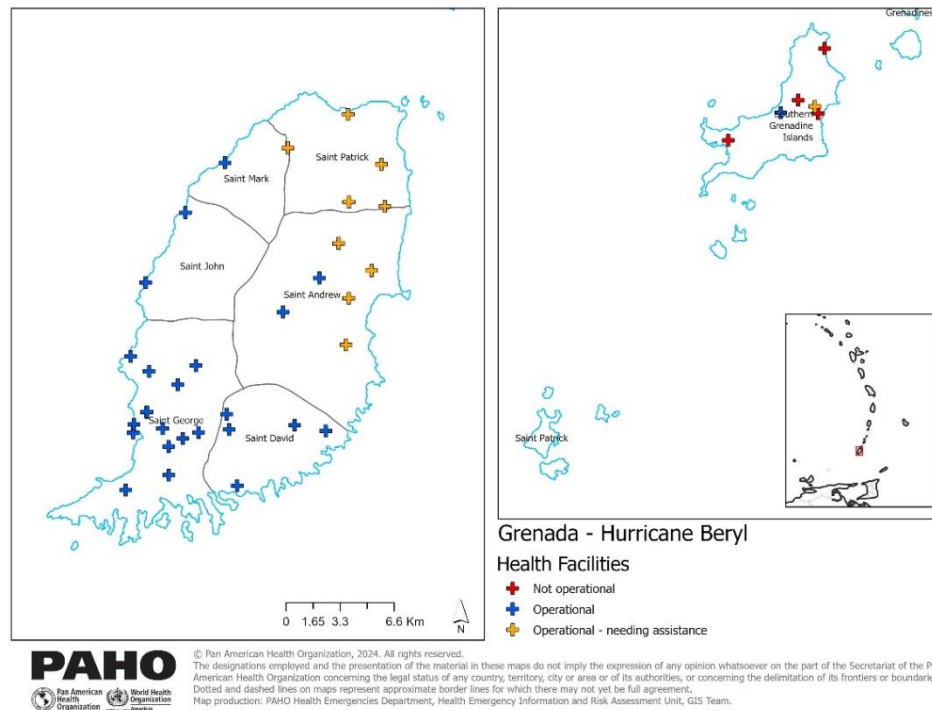 Grenadines
Southern
Grenadine
Islands
Saint Patrick
Saint Mark
Saint John
Saint Andrew
Saint George
Saint David
Saint Patrick
0 1.65 3.3 6.6 Km
N
Grenada - Hurricane Beryl
Health Facilities
Not operational
Operational
Operational - needing assistance
PAHO
Pan American
Health
Organization
World Health
Organization
© Pan American Health Organization, 2024. All rights reserved.
The designations employed and the presentation of the material in these maps do not imply the expression of any opinion whatsoever on the part of the Secretariat of the P
American Health Organization concerning the legal status of any country, territory, city or area or of its authorities, or concerning the delimitation of its frontiers or boundarie
Dotted and dashed lines on maps represent approximate border lines for which there may not yet be full agreement.
Map production: PAHO Health Emergencies Department, Health Emergency Information and Risk Assessment Unit, GIS Team.